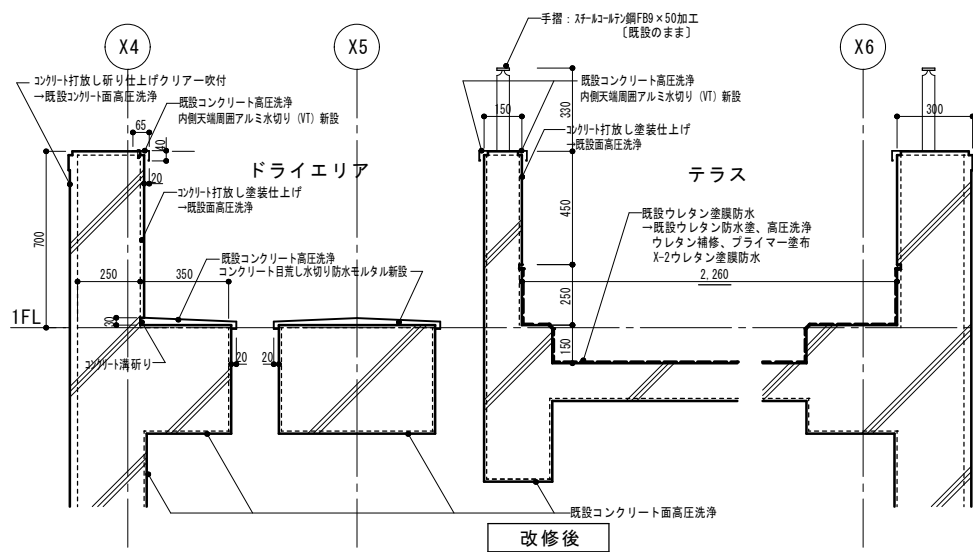 手摺：ｽﾁｰﾙｺｰﾙﾃﾝ鋼FB9×50加工
〔既設のまま〕
X4
X5
X6
ｺﾝｸﾘｰﾄ打放し斫り仕上げクリアー吹付
→既設ｺﾝｸﾘｰﾄ面高圧洗浄
既設コンクリート高圧洗浄
内側天端周囲アルミ水切り（VT）新設
65
40
20
ドライエリア
ｺﾝｸﾘｰﾄ打放し塗装仕上げ
→既設面高圧洗浄
700
250
350
既設コンクリート高圧洗浄
コンクリート目荒し水切り防水モルタル新設
1FL
30
ｺﾝｸﾘｰﾄ溝斫り
20
20
150
330
既設コンクリート高圧洗浄
内側天端周囲アルミ水切り（VT）新設
300
ｺﾝｸﾘｰﾄ打放し塗装仕上げ
→既設面高圧洗浄
テラス
450
既設ウレタン塗膜防水
→既設ウレタン防水塗、高圧洗浄
ウレタン補修、プライマー塗布
X-2ウレタン塗膜防水
2,260
250
150
既設コンクリート面高圧洗浄
改修後